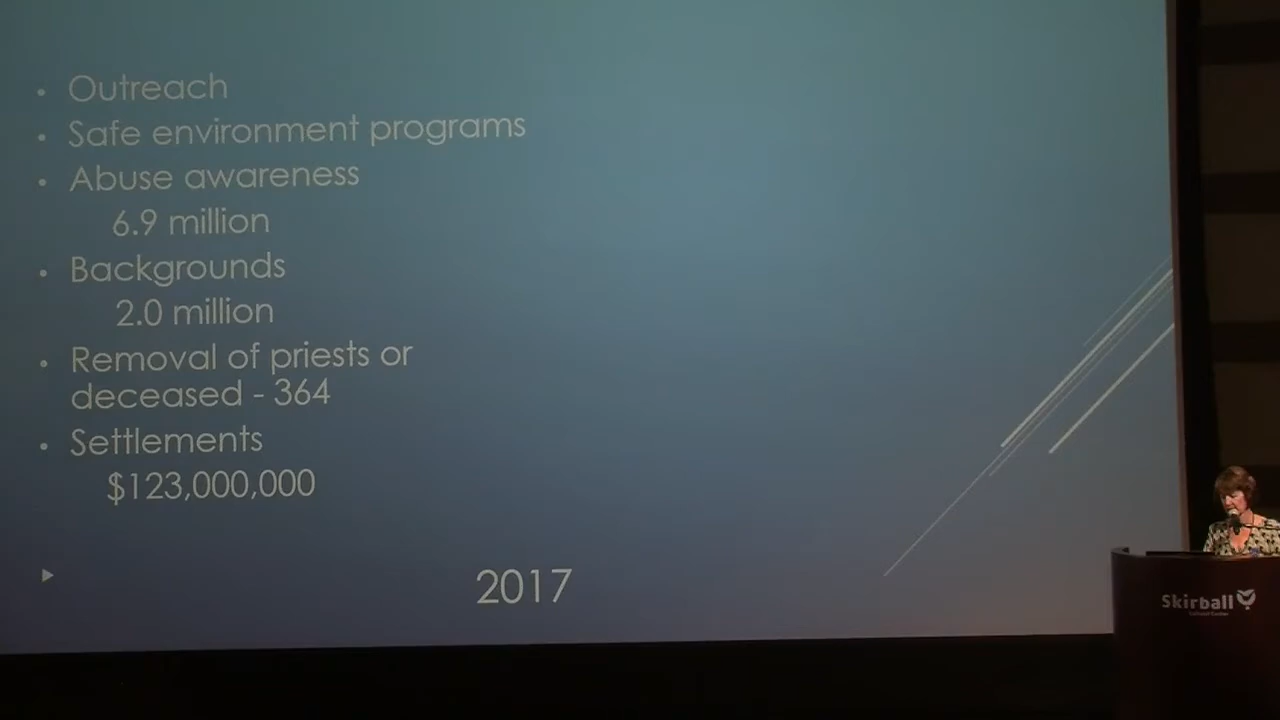 Outreach
Safe environment programs
Abuse awareness
6.9 million
Backgrounds
2.0 million
Removal of priests or
deceased - 364
Settlements
$123,000,000
2017
Skirball